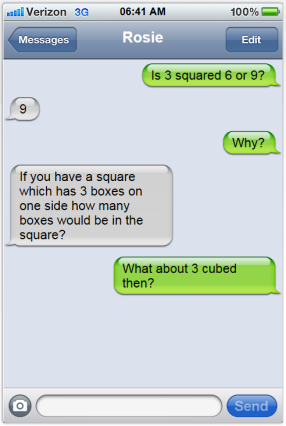 Verizon 3G 06:41 AM 100%
Messages Rosie Edit
Is 3 squared 6 or 9?
9
Why?
If you have a square
which has 3 boxes on
one side how many
boxes would be in the
square?
What about 3 cubed
then?
Send